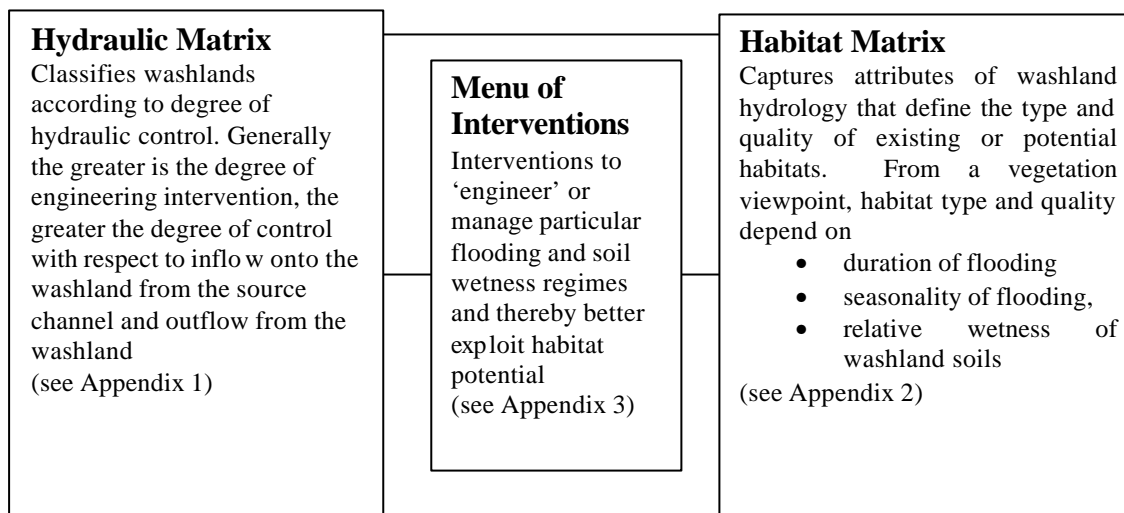 Hydraulic Matrix
Classifies washlands
according to degree of
hydraulic control. Generally
the greater is the degree of
engineering intervention, the
greater the degree of control
with respect to inflow onto the
washland from the source
channel and outflow from the
washland
(see Appendix 1)
Menu of
Interventions
Interventions to
‘engineer’ or
manage particular
flooding and soil
wetness regimes
and thereby better
exploit habitat
potential
(see Appendix 3)
Habitat Matrix
Captures attributes of washland
hydrology that define the type and
quality of existing or potential
habitats. From a vegetation
viewpoint, habitat type and quality
depend on
• duration of flooding
• seasonality of flooding,
• relative wetness of
washland soils
(see Appendix 2)